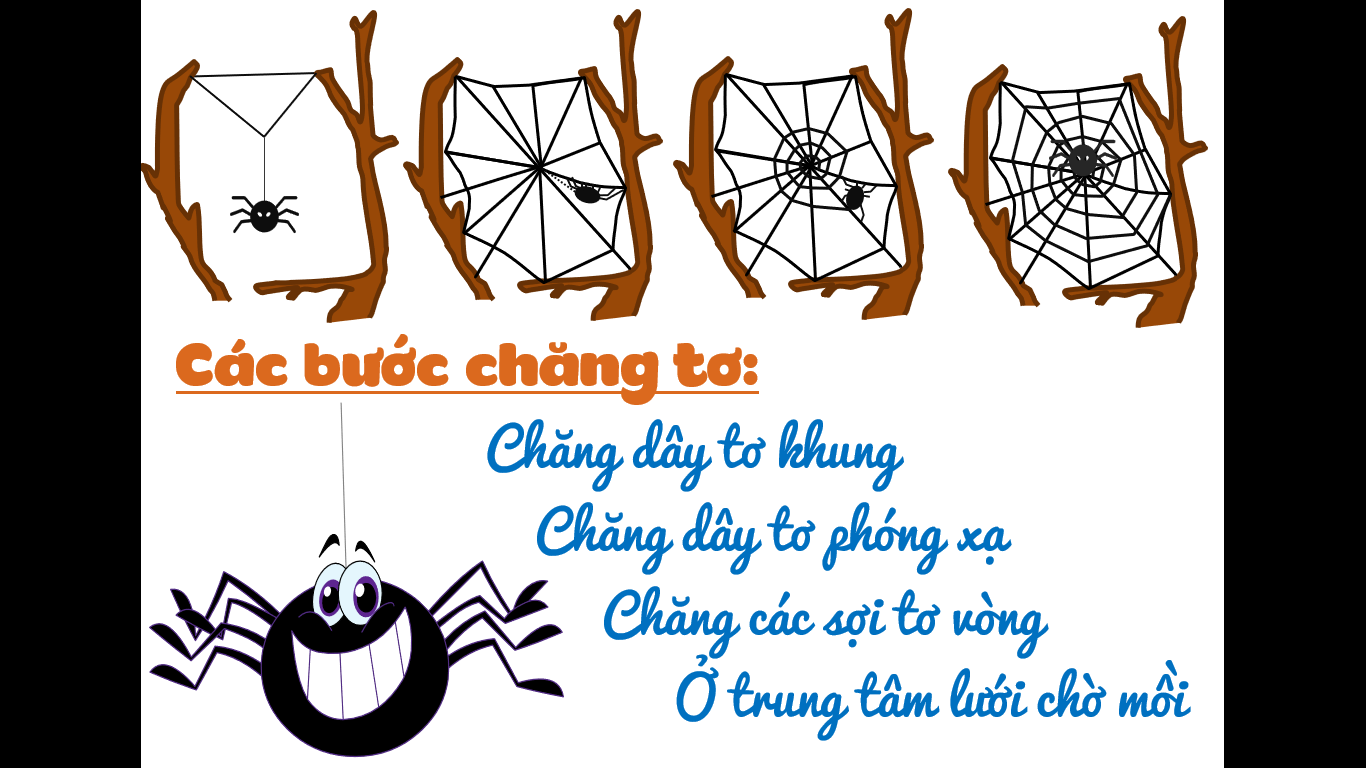 Các bước chăng tơ:
Chăng dây tơ khung
Chăng dây tơ phóng xạ
Chăng các sợi tơ vòng
Ở trung tâm lưới chờ mồi